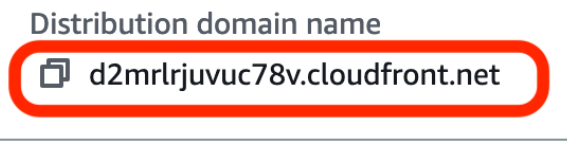 Distribution domain name
d2mrlrjuvuc78v.cloudfront.net